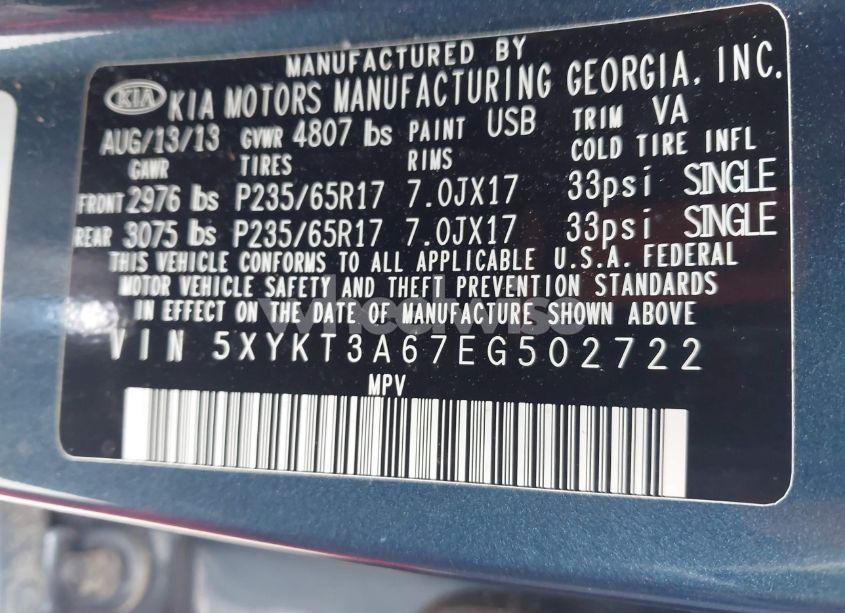 MANUFACTURED BY
KIA KIA MOTORS MANUFACTURING GEORGIA, INC.
AUG/13/13 GVWR 4807 lbs PAINT USB TRIM VA
GAWR TIRES RIMS COLD TIRE INFL
FRONT 2976 lbs P235/65R17 7.0JX17 33psi SINGLE
REAR 3075 lbs P235/65R17 7.0JX17 33psi SINGLE
THIS VEHICLE CONFORMS TO ALL APPLICABLE U.S.A. FEDERAL
MOTOR VEHICLE SAFETY AND THEFT PREVENTION STANDARDS
IN EFFECT ON THE DATE OF MANUFACTURE SHOWN ABOVE
wheelwise
VIN 5XYKT3A67EG502722
MPV